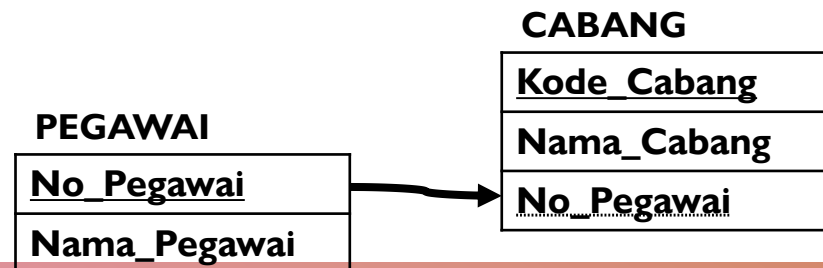 CABANG
Kode_Cabang
Nama_Cabang
No_Pegawai
PEGAWAI
No_Pegawai
Nama_Pegawai